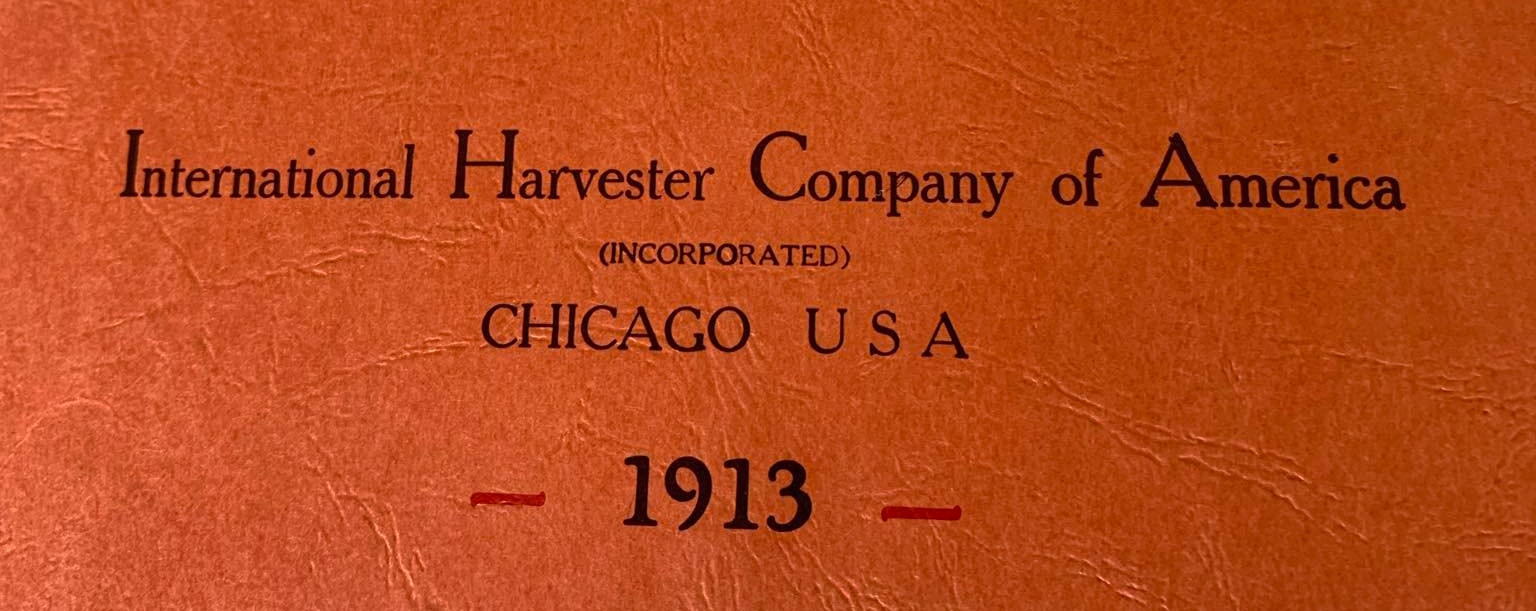 International Harvester Company of America
(INCORPORATED)
CHICAGO U S A
— 1913 —